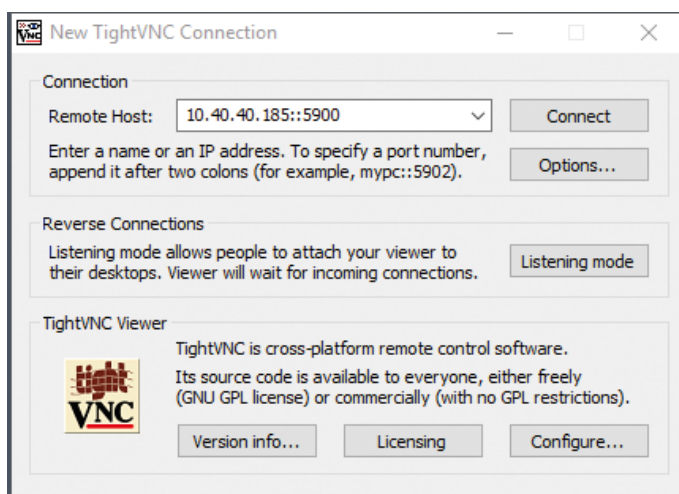 New TightVNC Connection
Connection
Remote Host:
10.40.40.185::5900
Connect
Enter a name or an IP address. To specify a port number,
append it after two colons (for example, mypc::5902).
Options...
Reverse Connections
Listening mode allows people to attach your viewer to
their desktops. Viewer will wait for incoming connections.
Listening mode
TightVNC Viewer
tight
VNC
TightVNC is cross-platform remote control software.
Its source code is available to everyone, either freely
(GNU GPL license) or commercially (with no GPL restrictions).
Version info...
Licensing
Configure...